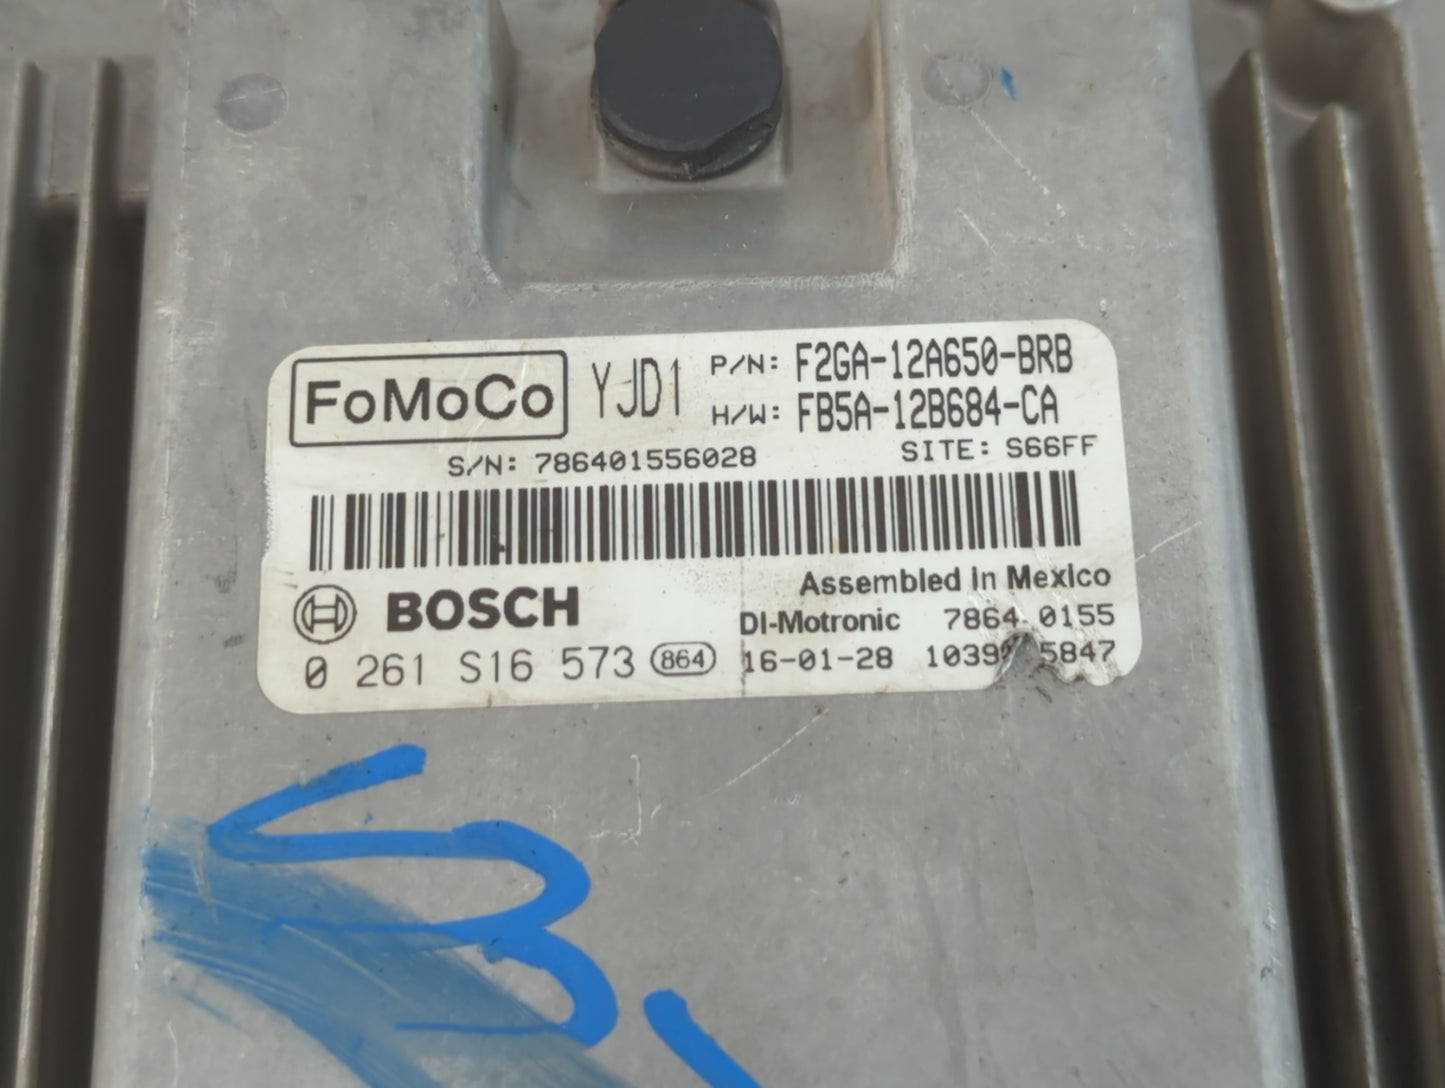 FoMoCo YJD1 P/N: F2GA-12A650-BRB
H/W: FB5A-12B684-CA
S/N: 786401556028 SITE: S66FF
Assembled in Mexico
BOSCH DI-Motronic 7864 0155
0 261 S16 573 864 16-01-28